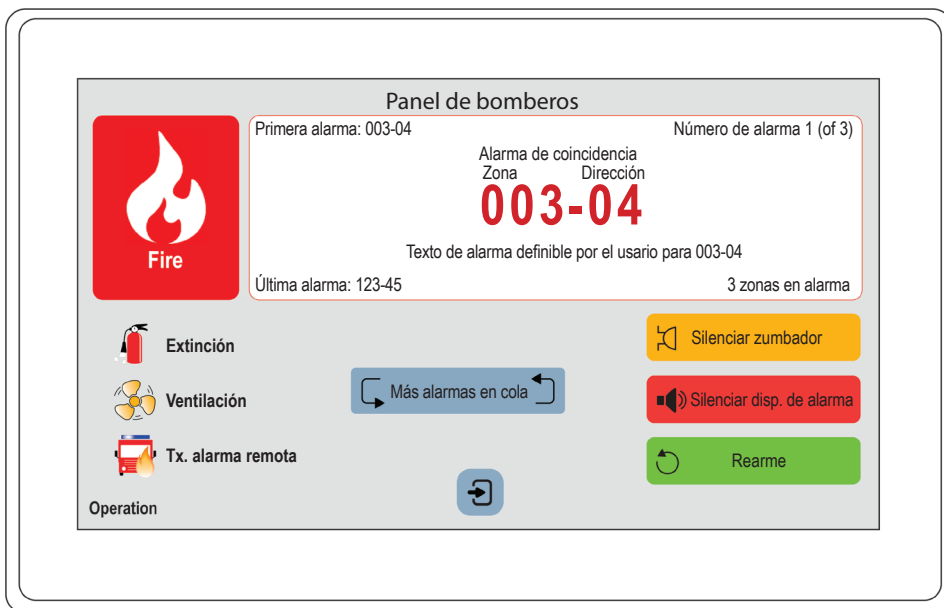 Panel de bomberos
Primera alarma: 003-04
Número de alarma 1 (of 3)
Alarma de coincidencia
Zona Dirección
003-04
Fire
Texto de alarma definible por el usario para 003-04
Última alarma: 123-45
3 zonas en alarma
Extinción
Silenciar zumbador
Ventilación
Más alarmas en cola
Silenciar disp. de alarma
Tx. alarma remota
Rearme
Operation